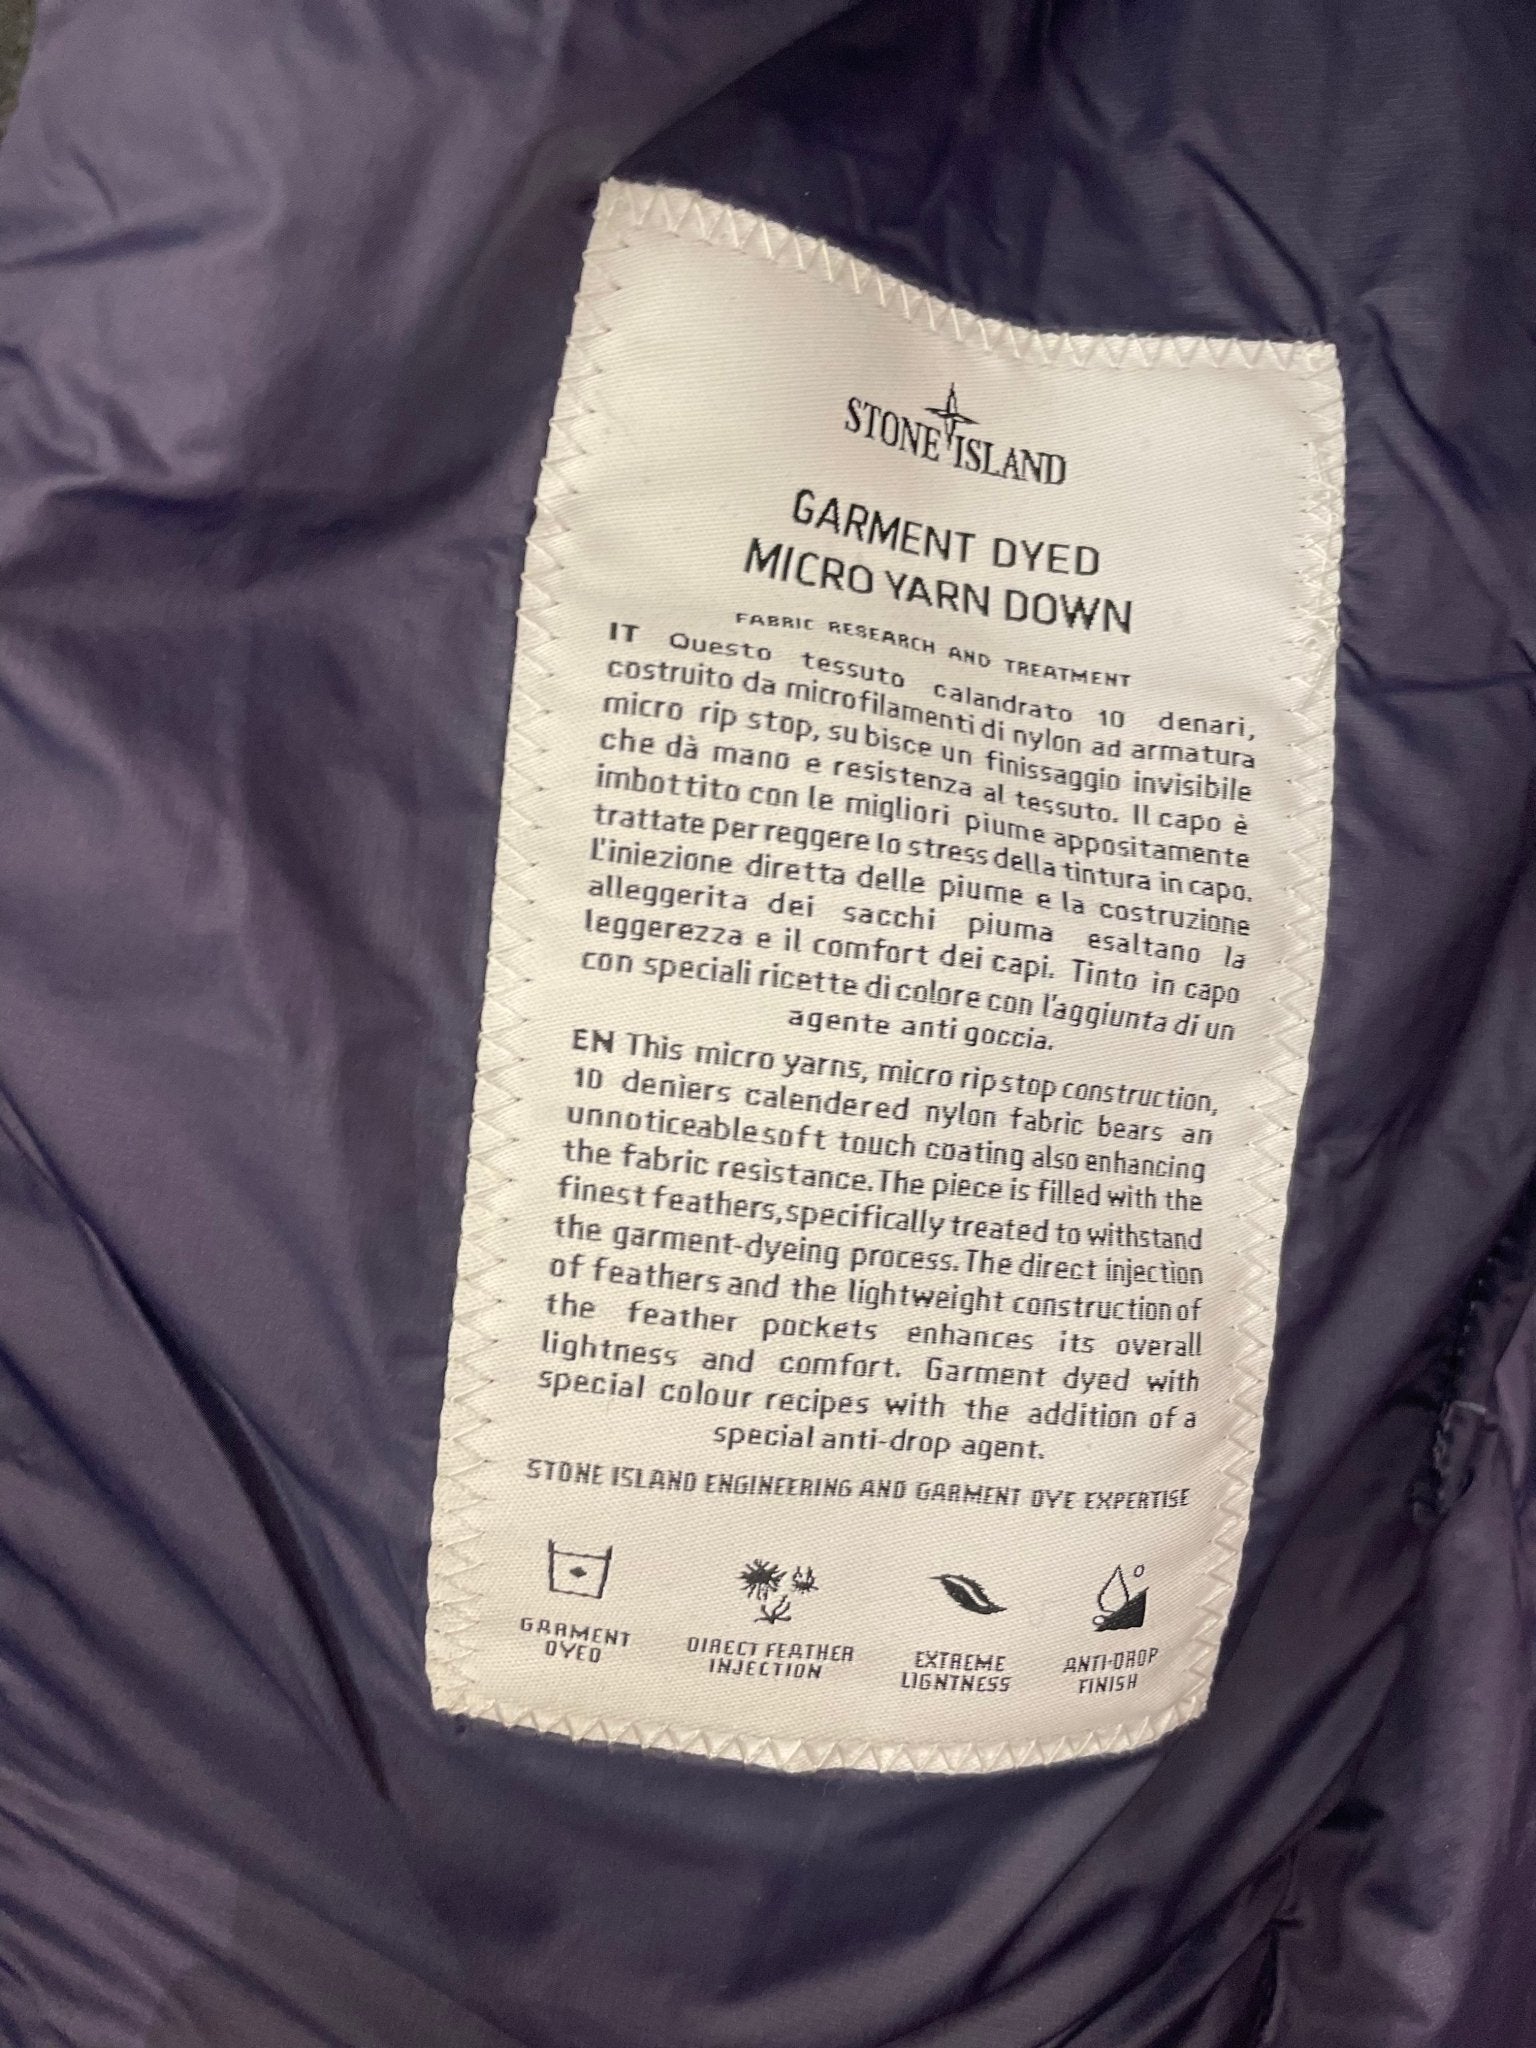 STONE ISLAND
GARMENT DYED
MICRO YARN DOWN
FABRIC RESEARCH AND TREATMENT
IT Questo tessuto calandrato 10 denari,
costruito da microfilamenti di nylon ad armatura
micro rip stop, su bisce un finissaggio invisibile
che dà mano e resistenza al tessuto. Il capo è
imbottito con le migliori piume appositamente
trattate per reggere lo stress della tintura in capo.
L'iniezione diretta delle piume e la costruzione
alleggerita dei sacchi piuma esaltano la
leggerezza e il comfort dei capi. Tinto in capo
con speciali ricette di colore con l'aggiunta di un
agente anti goccia.
EN This micro yarns, micro rip stop construction,
10 deniers calendered nylon fabric bears an
unnoticeable soft touch coating also enhancing
the fabric resistance. The piece is filled with the
finest feathers, specifically treated to withstand
the garment-dyeing process. The direct injection
of feathers and the lightweight construction of
the feather pockets enhances its overall
lightness and comfort. Garment dyed with
special colour recipes with the addition of a
special anti-drop agent.
STONE ISLAND ENGINEERING AND GARMENT DYE EXPERTISE
GARMENT
DYED
DIRECT FEATHER
INJECTION
EXTREME
LIGNTNESS
ANTI-DROP
FINISH